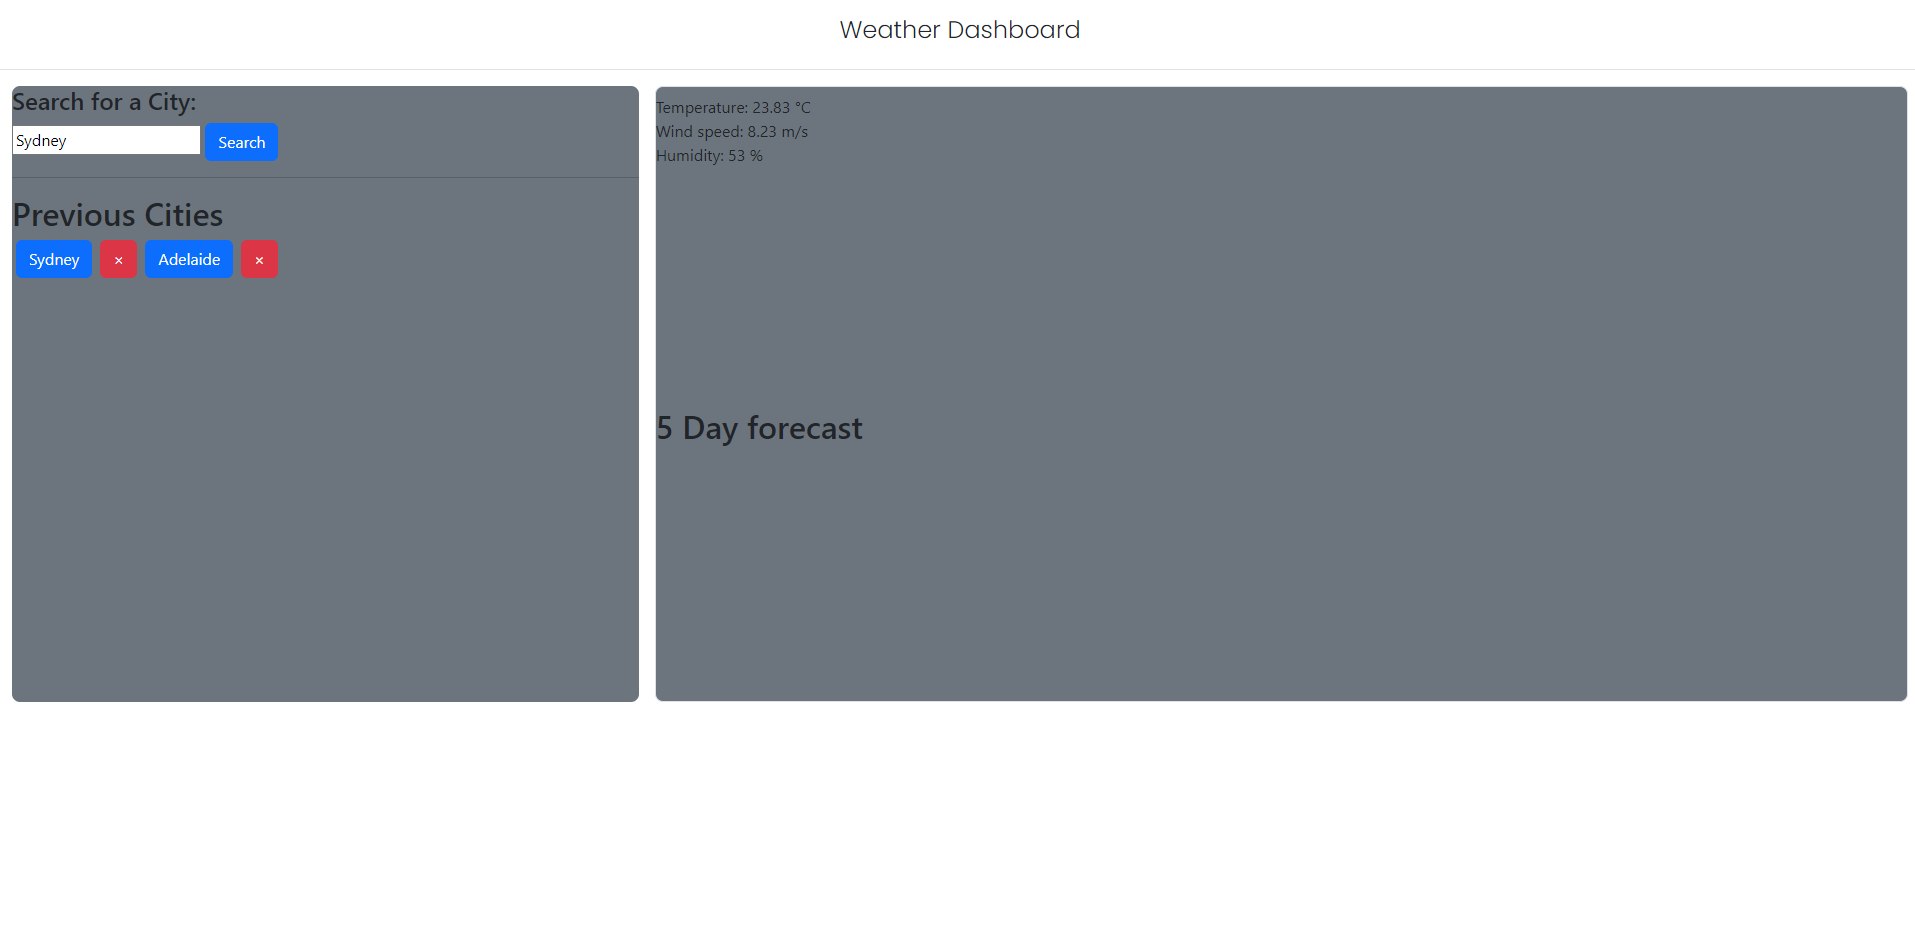 Weather Dashboard
Search for a City:
Sydney Search
Previous Cities
Sydney × Adelaide ×
Temperature: 23.83 °C
Wind speed: 8.23 m/s
Humidity: 53 %
5 Day forecast